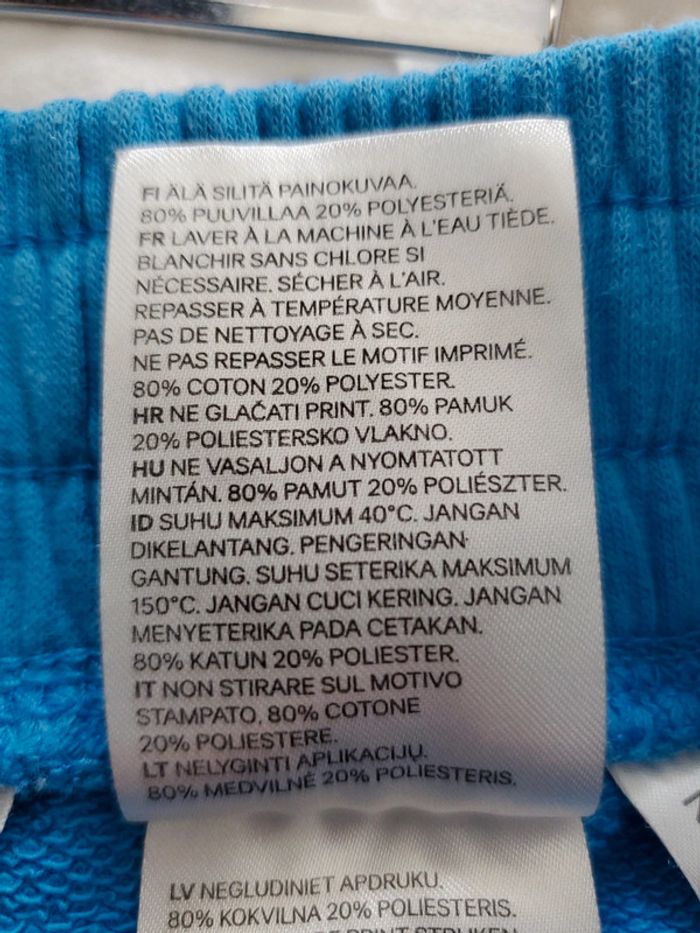 FI ÄLÄ SILITÄ PAINOKUVAA.
80% PUUVILLAA 20% POLYESTERIÄ.
FR LAVER À LA MACHINE À L'EAU TIÈDE.
BLANCHIR SANS CHLORE SI
NÉCESSAIRE. SÉCHER À L'AIR.
REPASSER À TEMPÉRATURE MOYENNE.
PAS DE NETTOYAGE À SEC.
NE PAS REPASSER LE MOTIF IMPRIMÉ.
80% COTON 20% POLYESTER.
HR NE GLAČATI PRINT. 80% PAMUK
20% POLIESTERSKO VLAKNO.
HU NE VASALJON A NYOMTATOTT
MINTÁN. 80% PAMUT 20% POLIÉSZTER.
ID SUHU MAKSIMUM 40°C. JANGAN
DIKELANTANG. PENGERINGAN
GANTUNG. SUHU SETERIKA MAKSIMUM
150°C. JANGAN CUCI KERING. JANGAN
MENYETERIKA PADA CETAKAN.
80% KATUN 20% POLIESTER.
IT NON STIRARE SUL MOTIVO
STAMPATO. 80% COTONE
20% POLIESTERE.
LT NELYGINTI APLIKACIJŲ.
80% MEDVILNĖ 20% POLIESTERIS.
LV NEGLUDINIET APDRUKU.
80% KOKVILNA 20% POLIESTERIS.
PRINT STRIJKEN